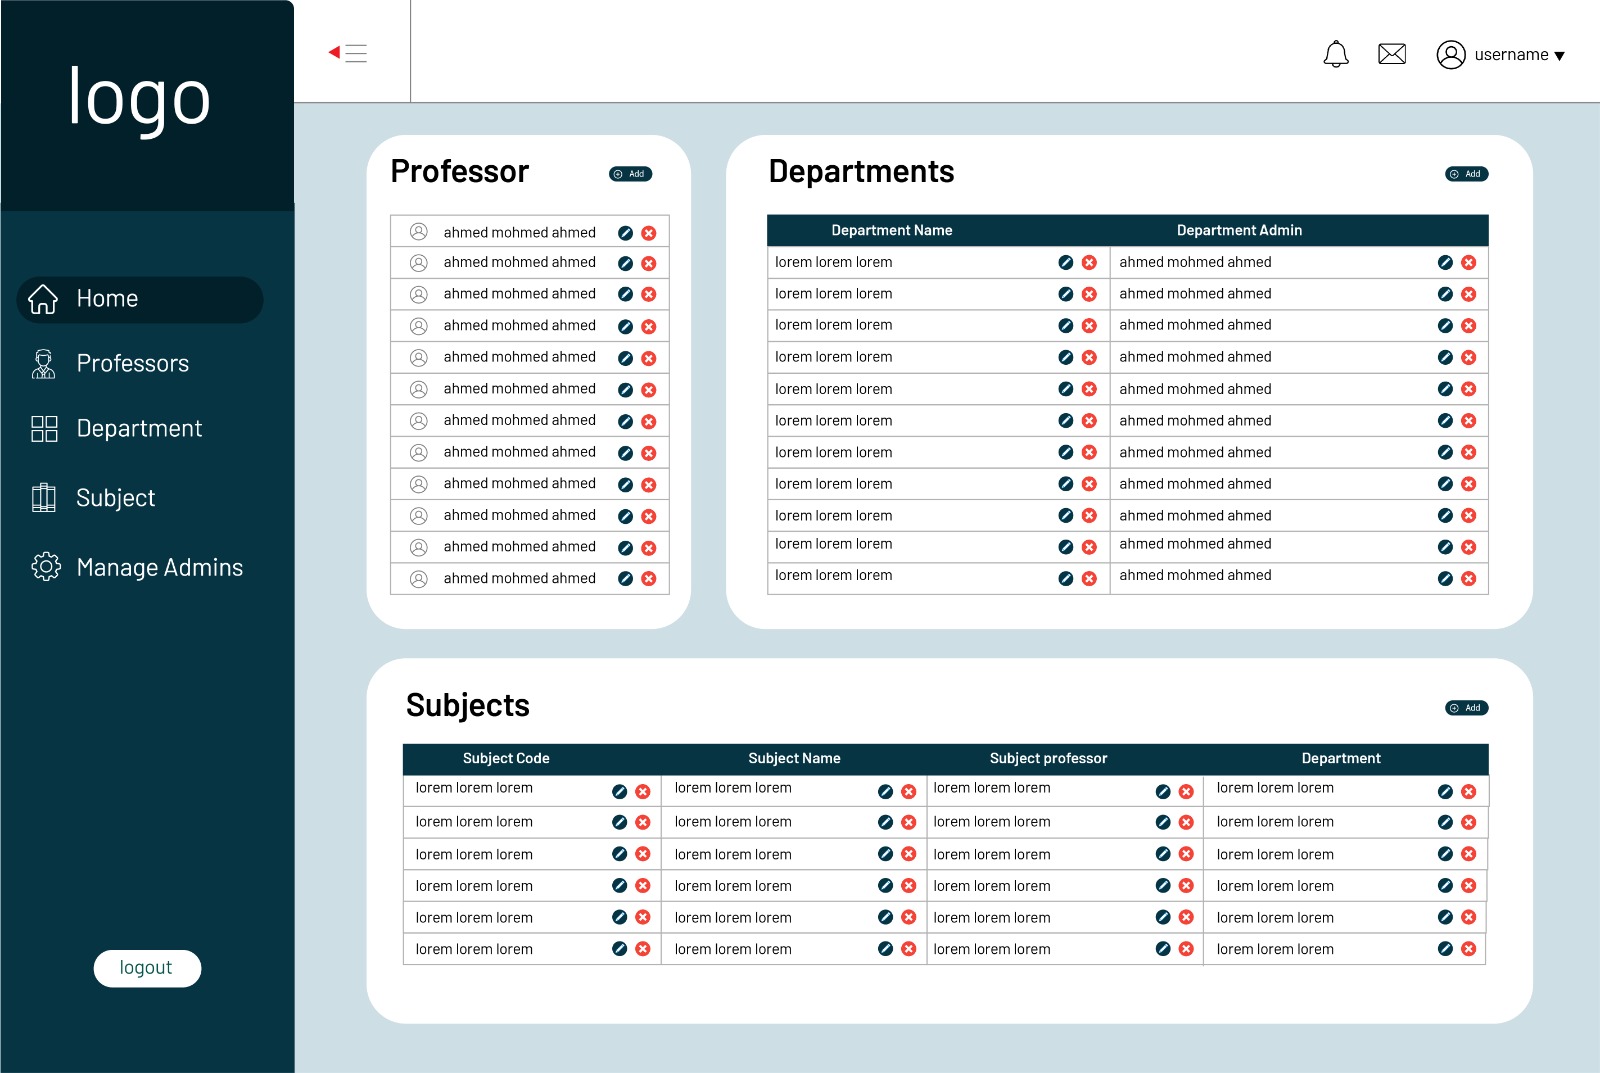 logo
username
Home
Professors
Department
Subject
Manage Admins
logout
Professor
Add
ahmed mohmed ahmed
ahmed mohmed ahmed
ahmed mohmed ahmed
ahmed mohmed ahmed
ahmed mohmed ahmed
ahmed mohmed ahmed
ahmed mohmed ahmed
ahmed mohmed ahmed
ahmed mohmed ahmed
ahmed mohmed ahmed
ahmed mohmed ahmed
ahmed mohmed ahmed
Departments
Add
Department Name Department Admin
lorem lorem lorem ahmed mohmed ahmed
lorem lorem lorem ahmed mohmed ahmed
lorem lorem lorem ahmed mohmed ahmed
lorem lorem lorem ahmed mohmed ahmed
lorem lorem lorem ahmed mohmed ahmed
lorem lorem lorem ahmed mohmed ahmed
lorem lorem lorem ahmed mohmed ahmed
lorem lorem lorem ahmed mohmed ahmed
lorem lorem lorem ahmed mohmed ahmed
lorem lorem lorem ahmed mohmed ahmed
lorem lorem lorem ahmed mohmed ahmed
Subjects
Add
Subject Code Subject Name Subject professor Department
lorem lorem lorem lorem lorem lorem lorem lorem lorem lorem lorem lorem
lorem lorem lorem lorem lorem lorem lorem lorem lorem lorem lorem lorem
lorem lorem lorem lorem lorem lorem lorem lorem lorem lorem lorem lorem
lorem lorem lorem lorem lorem lorem lorem lorem lorem lorem lorem lorem
lorem lorem lorem lorem lorem lorem lorem lorem lorem lorem lorem lorem
lorem lorem lorem lorem lorem lorem lorem lorem lorem lorem lorem lorem